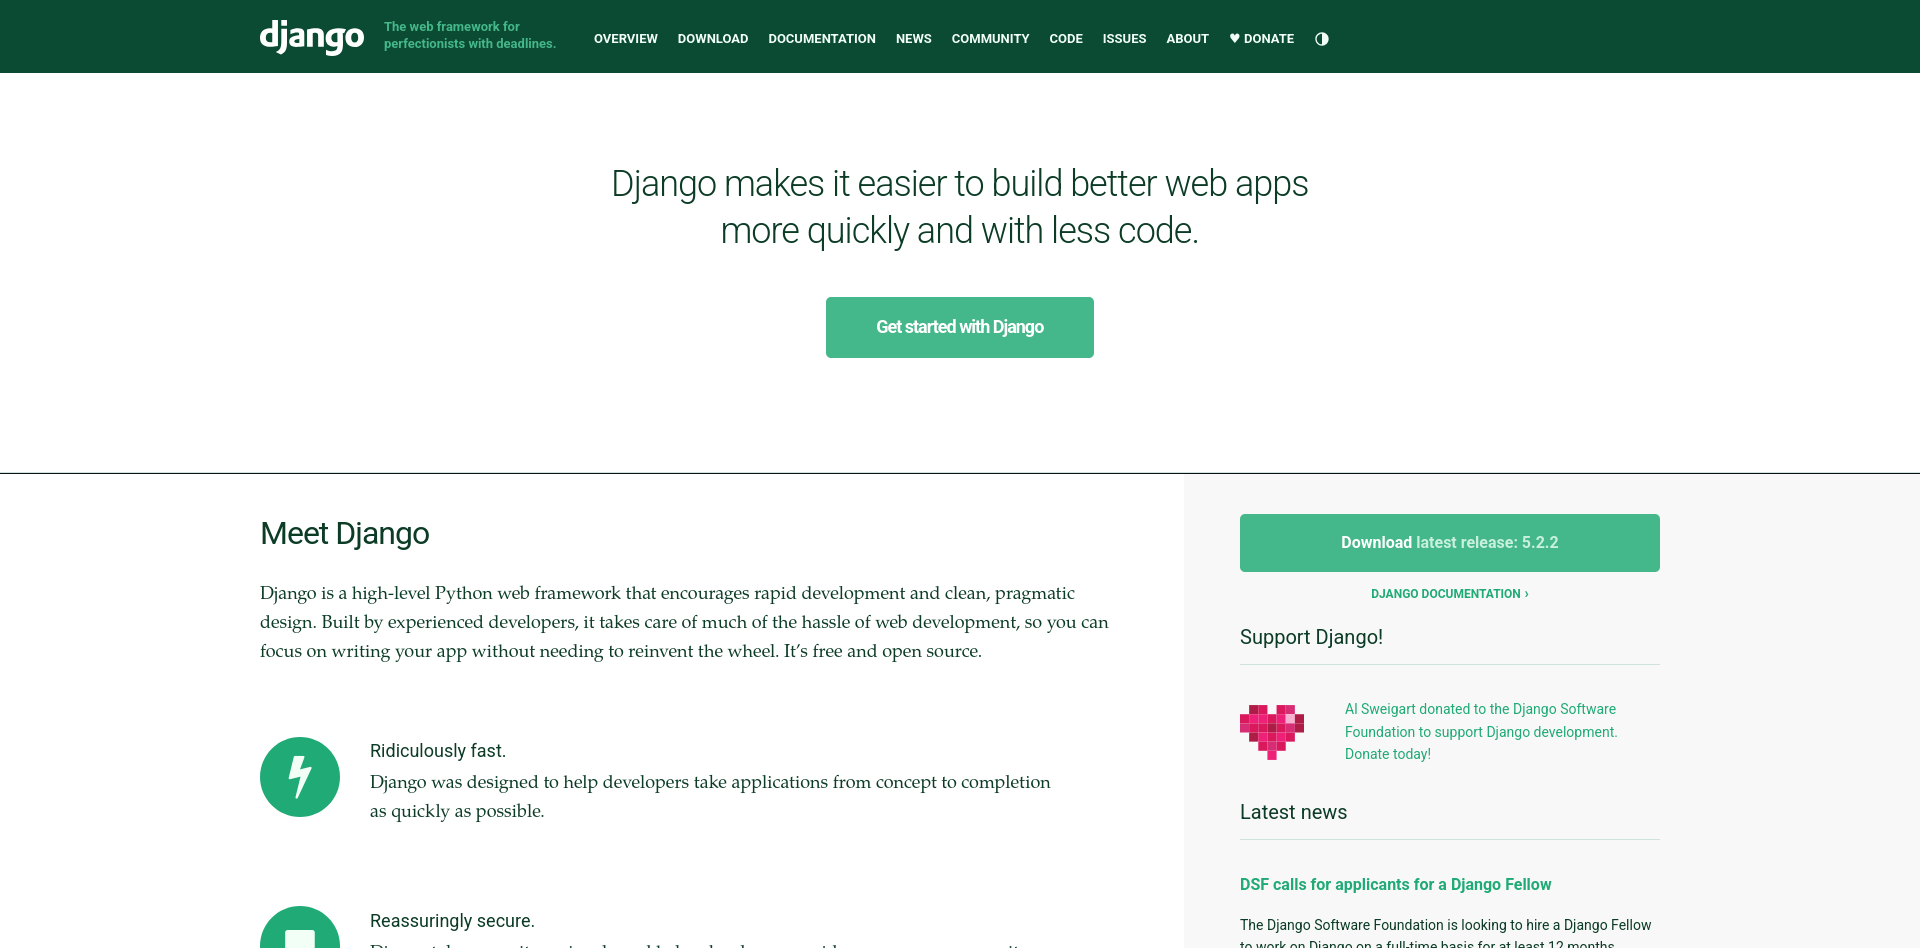 django
The web framework for
perfectionists with deadlines.
OVERVIEW DOWNLOAD DOCUMENTATION NEWS COMMUNITY CODE ISSUES ABOUT ♥ DONATE
Django makes it easier to build better web apps
more quickly and with less code.
Get started with Django
Meet Django
Django is a high-level Python web framework that encourages rapid development and clean, pragmatic
design. Built by experienced developers, it takes care of much of the hassle of web development, so you can
focus on writing your app without needing to reinvent the wheel. It’s free and open source.
Ridiculously fast.
Django was designed to help developers take applications from concept to completion
as quickly as possible.
Reassuringly secure.
Download latest release: 5.2.2
DJANGO DOCUMENTATION ›
Support Django!
Al Sweigart donated to the Django Software
Foundation to support Django development.
Donate today!
Latest news
DSF calls for applicants for a Django Fellow
The Django Software Foundation is looking to hire a Django Fellow
to work on Django on a full-time basis for at least 12 months